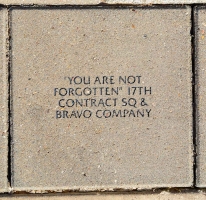 "YOU ARE NOT
FORGOTTEN" 17TH
CONTRACT SQ &
BRAVO COMPANY